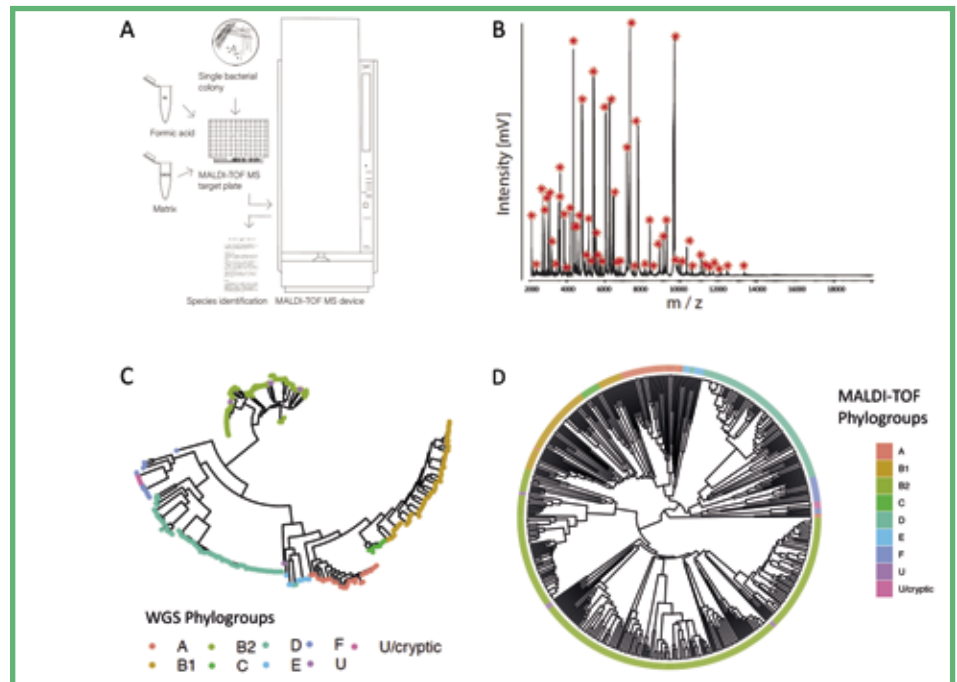 A
Single bacterial
colony
Formic acid
MALDI-TOF MS
target plate
Matrix
Species identification
MALDI-TOF MS device
B
Intensity [mV]
2000 4000 6000 8000 10000 12000 14000 16000 18000
m / z
C
WGS Phylogroups
A B2 D F U/cryptic
B1 C E U
D
MALDI-TOF
Phylogroups
A
B1
B2
C
D
E
F
U
U/cryptic